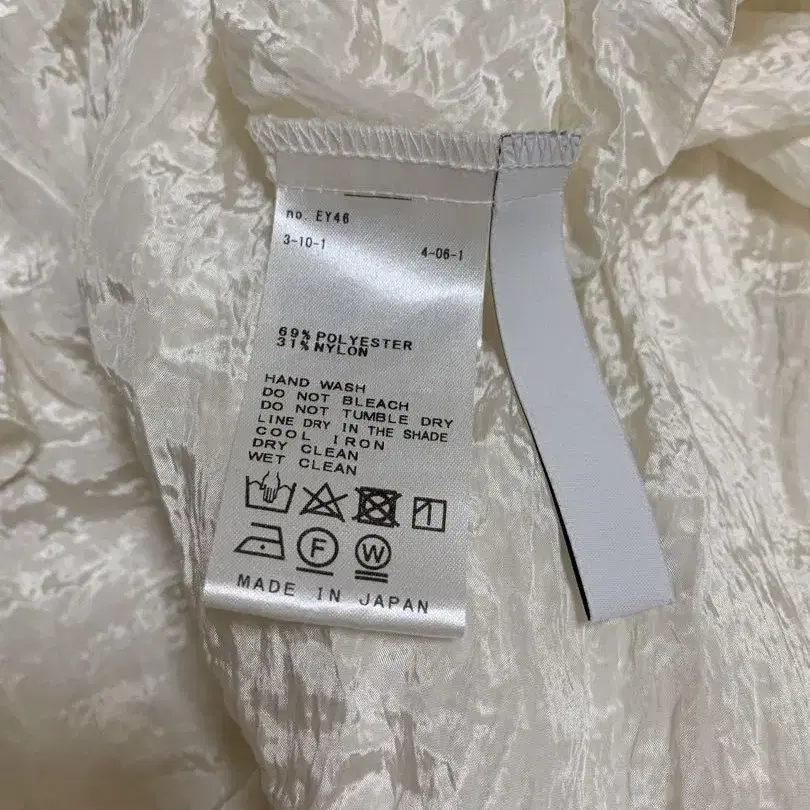 no. EY46
3-10-1 4-06-1
69% POLYESTER
31% NYLON
HAND WASH
DO NOT BLEACH
DO NOT TUMBLE DRY
LINE DRY IN THE SHADE
COOL IRON
DRY CLEAN
WET CLEAN
F W
MADE IN JAPAN